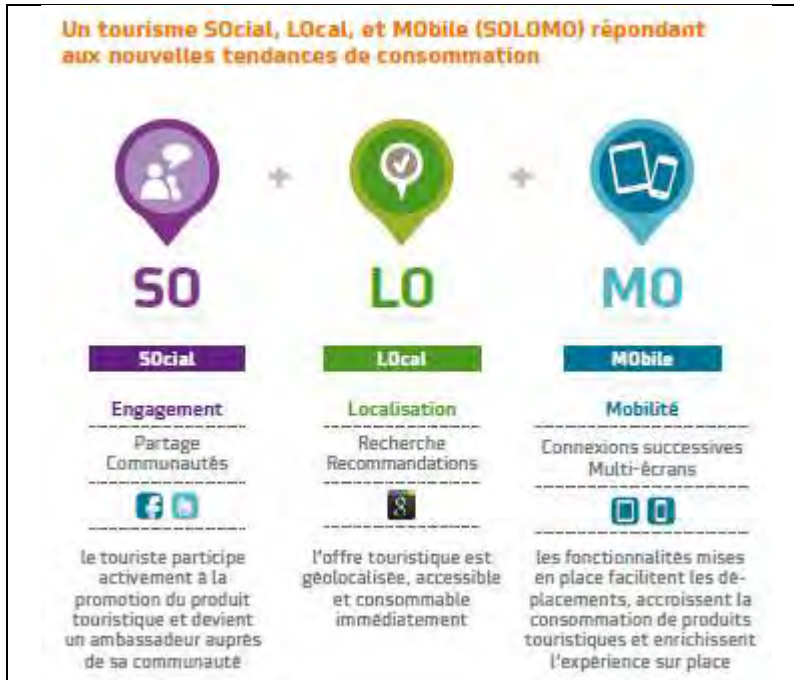 Un tourisme SOcial, LOcal, et MObile (SOLOMO) répondant
aux nouvelles tendances de consommation
SO
SOcial
Engagement
Partage
Communautés
le touriste participe
activement à la
promotion du produit
touristique et devient
un ambassadeur auprès
de sa communauté
LO
LOcal
Localisation
Recherche
Recommandations
8
l'offre touristique est
géolocalisée, accessible
et consommable
immédiatement
MO
MObile
Mobilité
Connexions successives
Multi-écrans
les fonctionnalités mises
en place facilitent les dé-
placements, accroissent la
consommation de produits
touristiques et enrichissent
l'expérience sur place